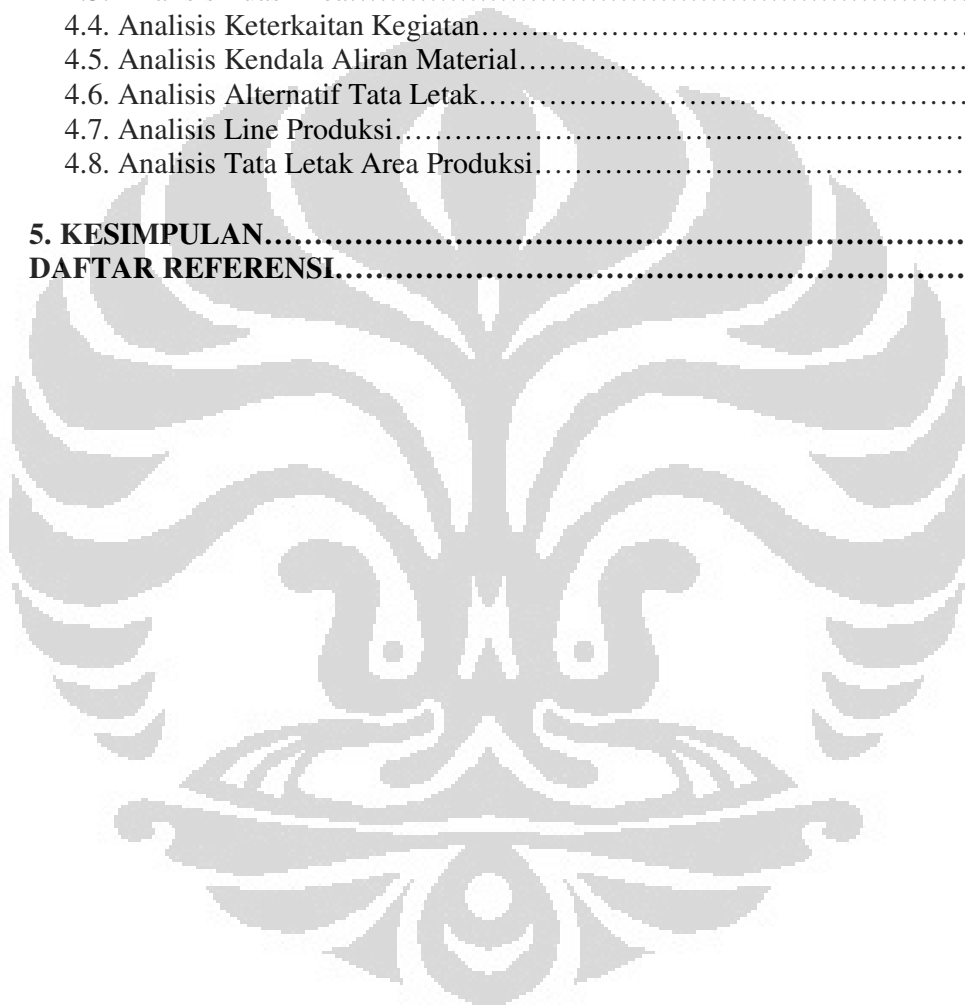 4.4. Analisis Keterkaitan Kegiatan……………………………………………
4.5. Analisis Kendala Aliran Material…………………………………………
4.6. Analisis Alternatif Tata Letak……………………………………………
4.7. Analisis Line Produksi……………………………………………………
4.8. Analisis Tata Letak Area Produksi………………………………………
5. KESIMPULAN……………………………………………………………
DAFTAR REFERENSI………………………………………………………